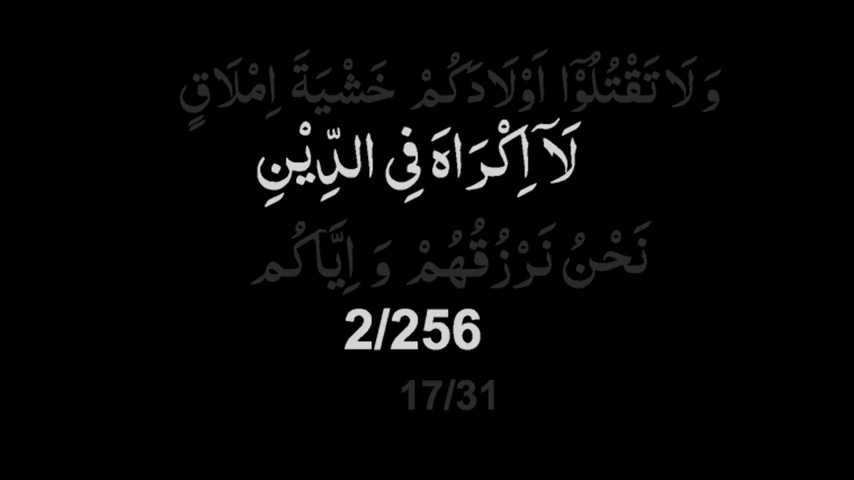 وَلَا تَقْتُلُوْٓا اَوْلَادَكُمْ خَشْيَةَ اِمْلَاقٍ
لَآ اِكْرَاهَ فِي الدِّيْنِ
نَحْنُ نَرْزُقُهُمْ وَ اِيَّاكُم
2/256
17/31